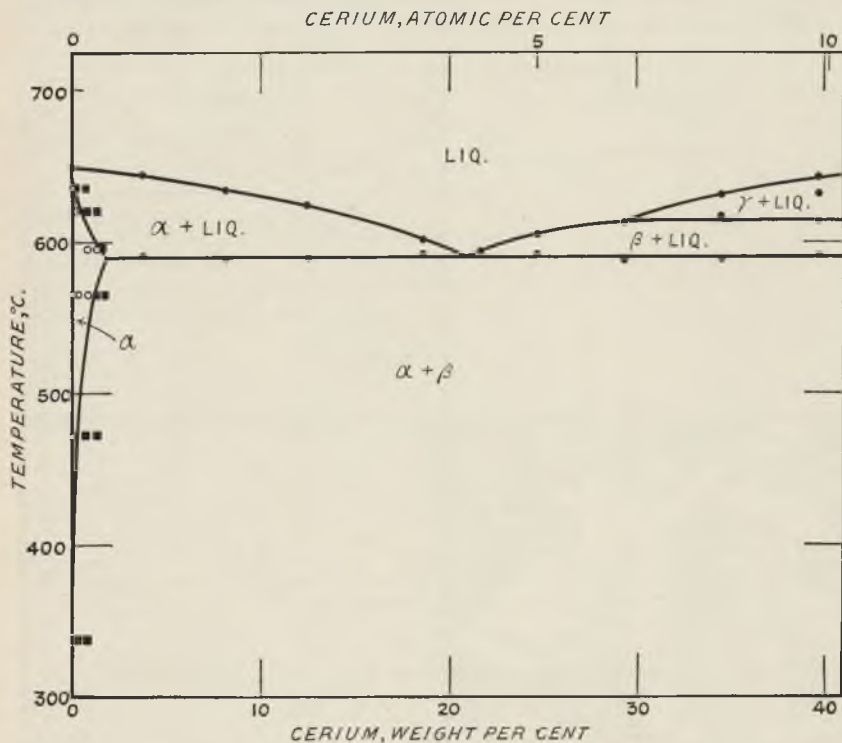 CERIUM, ATOMIC PER CENT
0 5 10
700
LIQ.
γ + LIQ.
α + LIQ.
β + LIQ.
600
α
α + β
500
TEMPERATURE, °C.
400
300
0 10 20 30 40
CERIUM, WEIGHT PER CENT